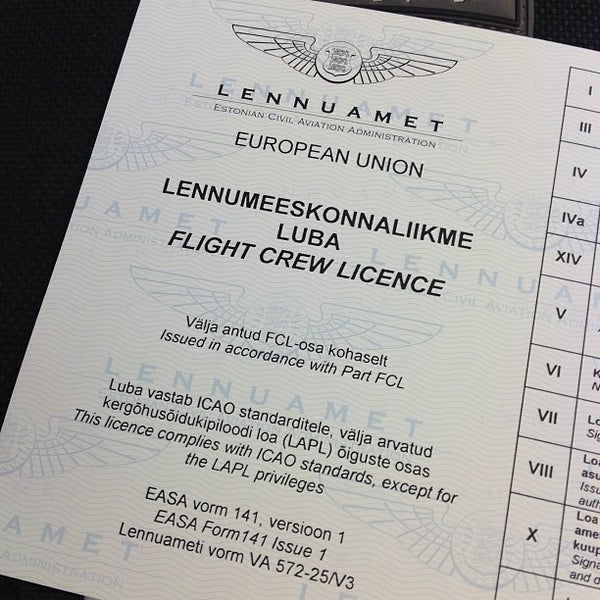 LENNUAMET
ESTONIAN CIVIL AVIATION ADMINISTRATION
EUROPEAN UNION
LENNUMEESKONNALIIKME
LUBA
FLIGHT CREW LICENCE
Välja antud FCL-osa kohaselt
Issued in accordance with Part FCL
Luba vastab ICAO standarditele, välja arvatud
kergõhusõidukipiloodi loa (LAPL) õiguste osas
This licence complies with ICAO standards, except for
the LAPL privileges
EASA vorm 141, versioon 1
EASA Form141 Issue 1
Lennuameti vorm VA 572-25/V3
I
III
IV
IVa
XIV
V
VI
VII
VIII
X